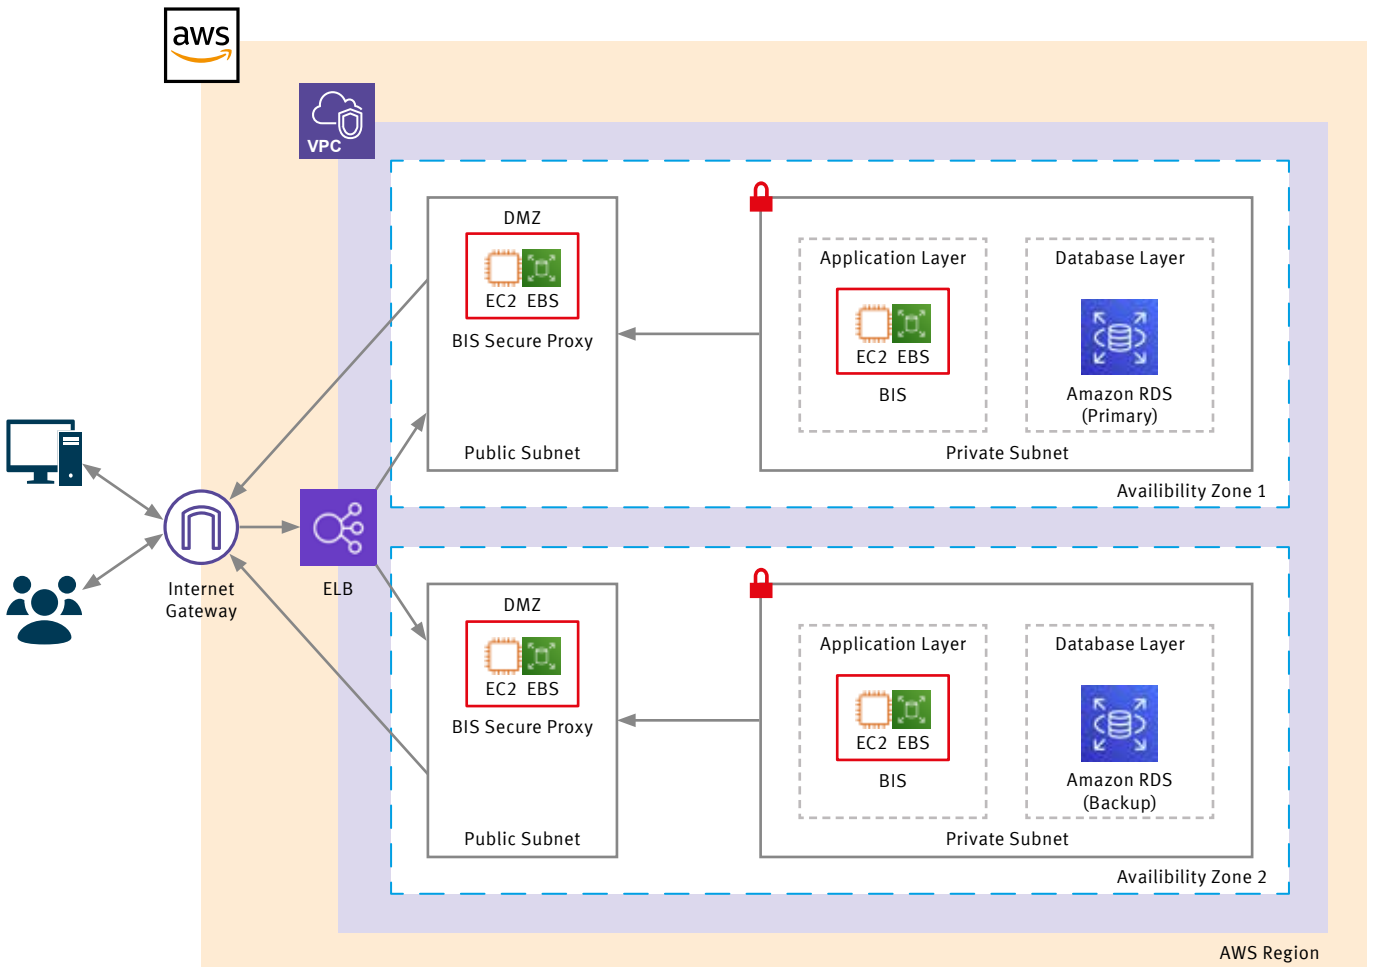 aws
VPC
DMZ
EC2 EBS
BIS Secure Proxy
Public Subnet
Application Layer
EC2 EBS
BIS
Database Layer
Amazon RDS
(Primary)
Private Subnet
Availibility Zone 1
Internet
Gateway
ELB
DMZ
EC2 EBS
BIS Secure Proxy
Public Subnet
Application Layer
EC2 EBS
BIS
Database Layer
Amazon RDS
(Backup)
Private Subnet
Availibility Zone 2
AWS Region